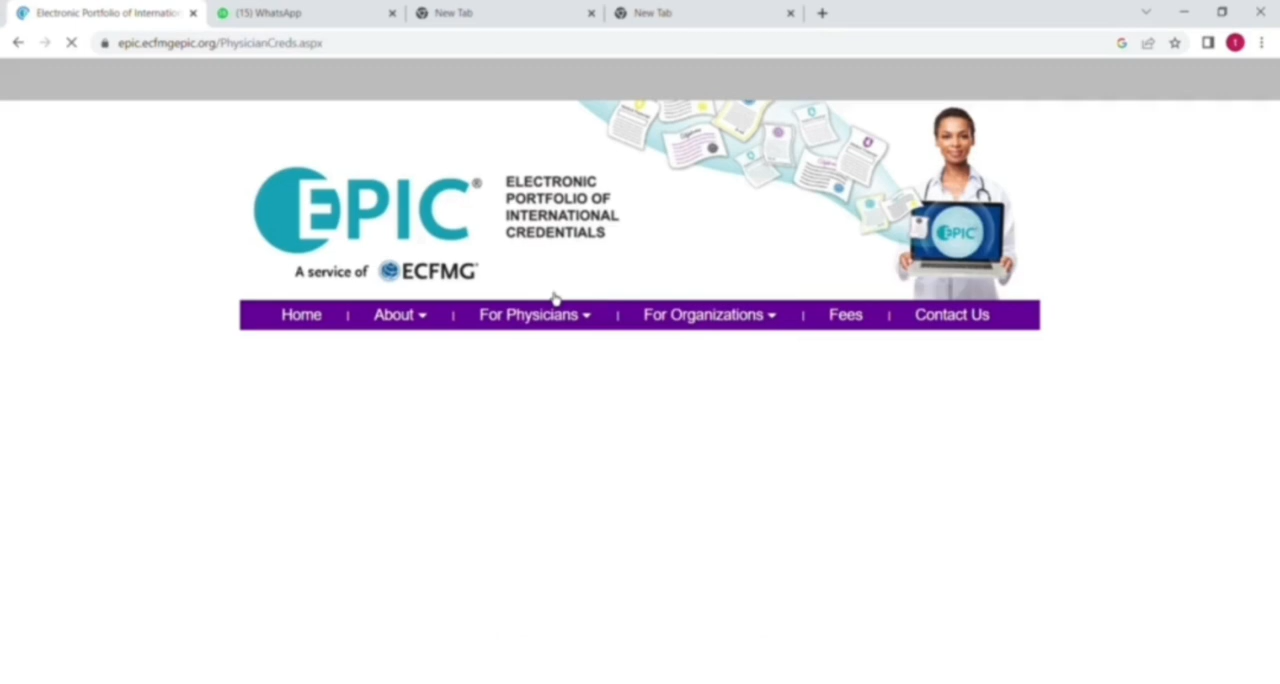 Electronic Portfolio of Internation
(15) WhatsApp
New Tab
New Tab
epic.ecfmgepic.org/PhysicianCreds.aspx
EPIC®
ELECTRONIC
PORTFOLIO OF
INTERNATIONAL
CREDENTIALS
A service of ECFMG
EPIC
Home | About | For Physicians | For Organizations | Fees | Contact Us